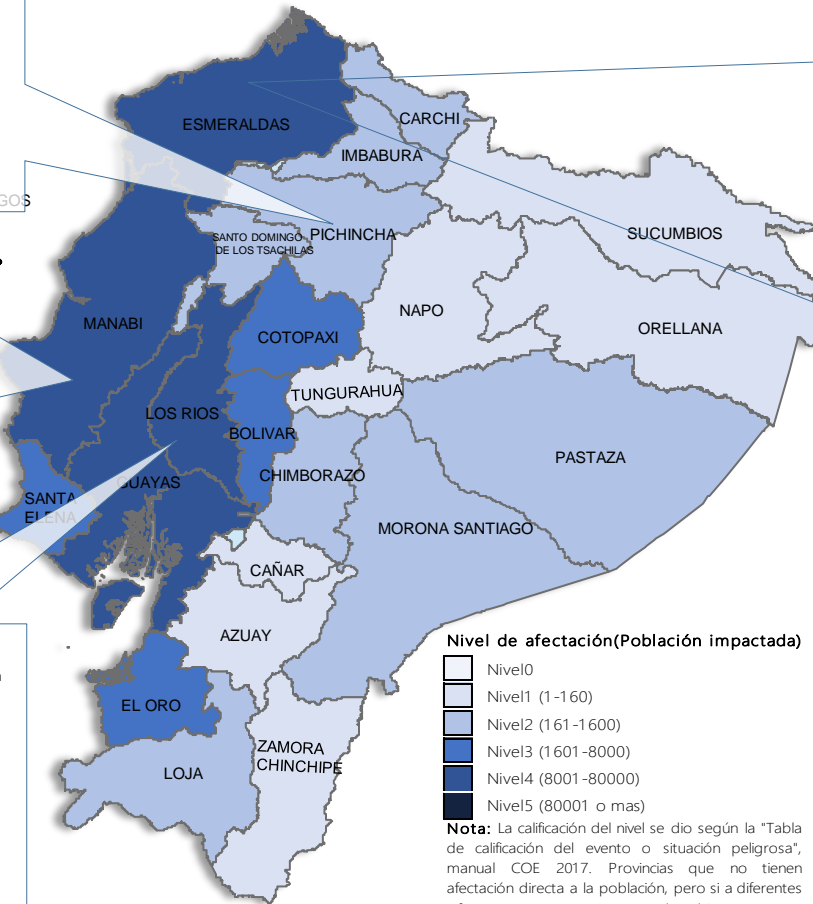 ESMERALDAS
CARCHI
IMBABURA
GOS
SANTO DOMINGO
DE LOS TSACHILAS
PICHINCHA
SUCUMBIOS
MANABI
NAPO
ORELLANA
COTOPAXI
TUNGURAHUA
LOS RIOS
BOLIVAR
PASTAZA
CHIMBORAZO
GUAYAS
SANTA
ELENA
MORONA SANTIAGO
CAÑAR
AZUAY
EL ORO
ZAMORA
CHINCHIPE
LOJA
Nivel de afectación(Población impactada)
Nivel0
Nivel1 (1-160)
Nivel2 (161-1600)
Nivel3 (1601-8000)
Nivel4 (8001-80000)
Nivel5 (80001 o mas)
Nota: La calificación del nivel se dio según la "Tabla
de calificación del evento o situación peligrosa",
manual COE 2017. Provincias que no tienen
afectación directa a la población, pero si a diferentes